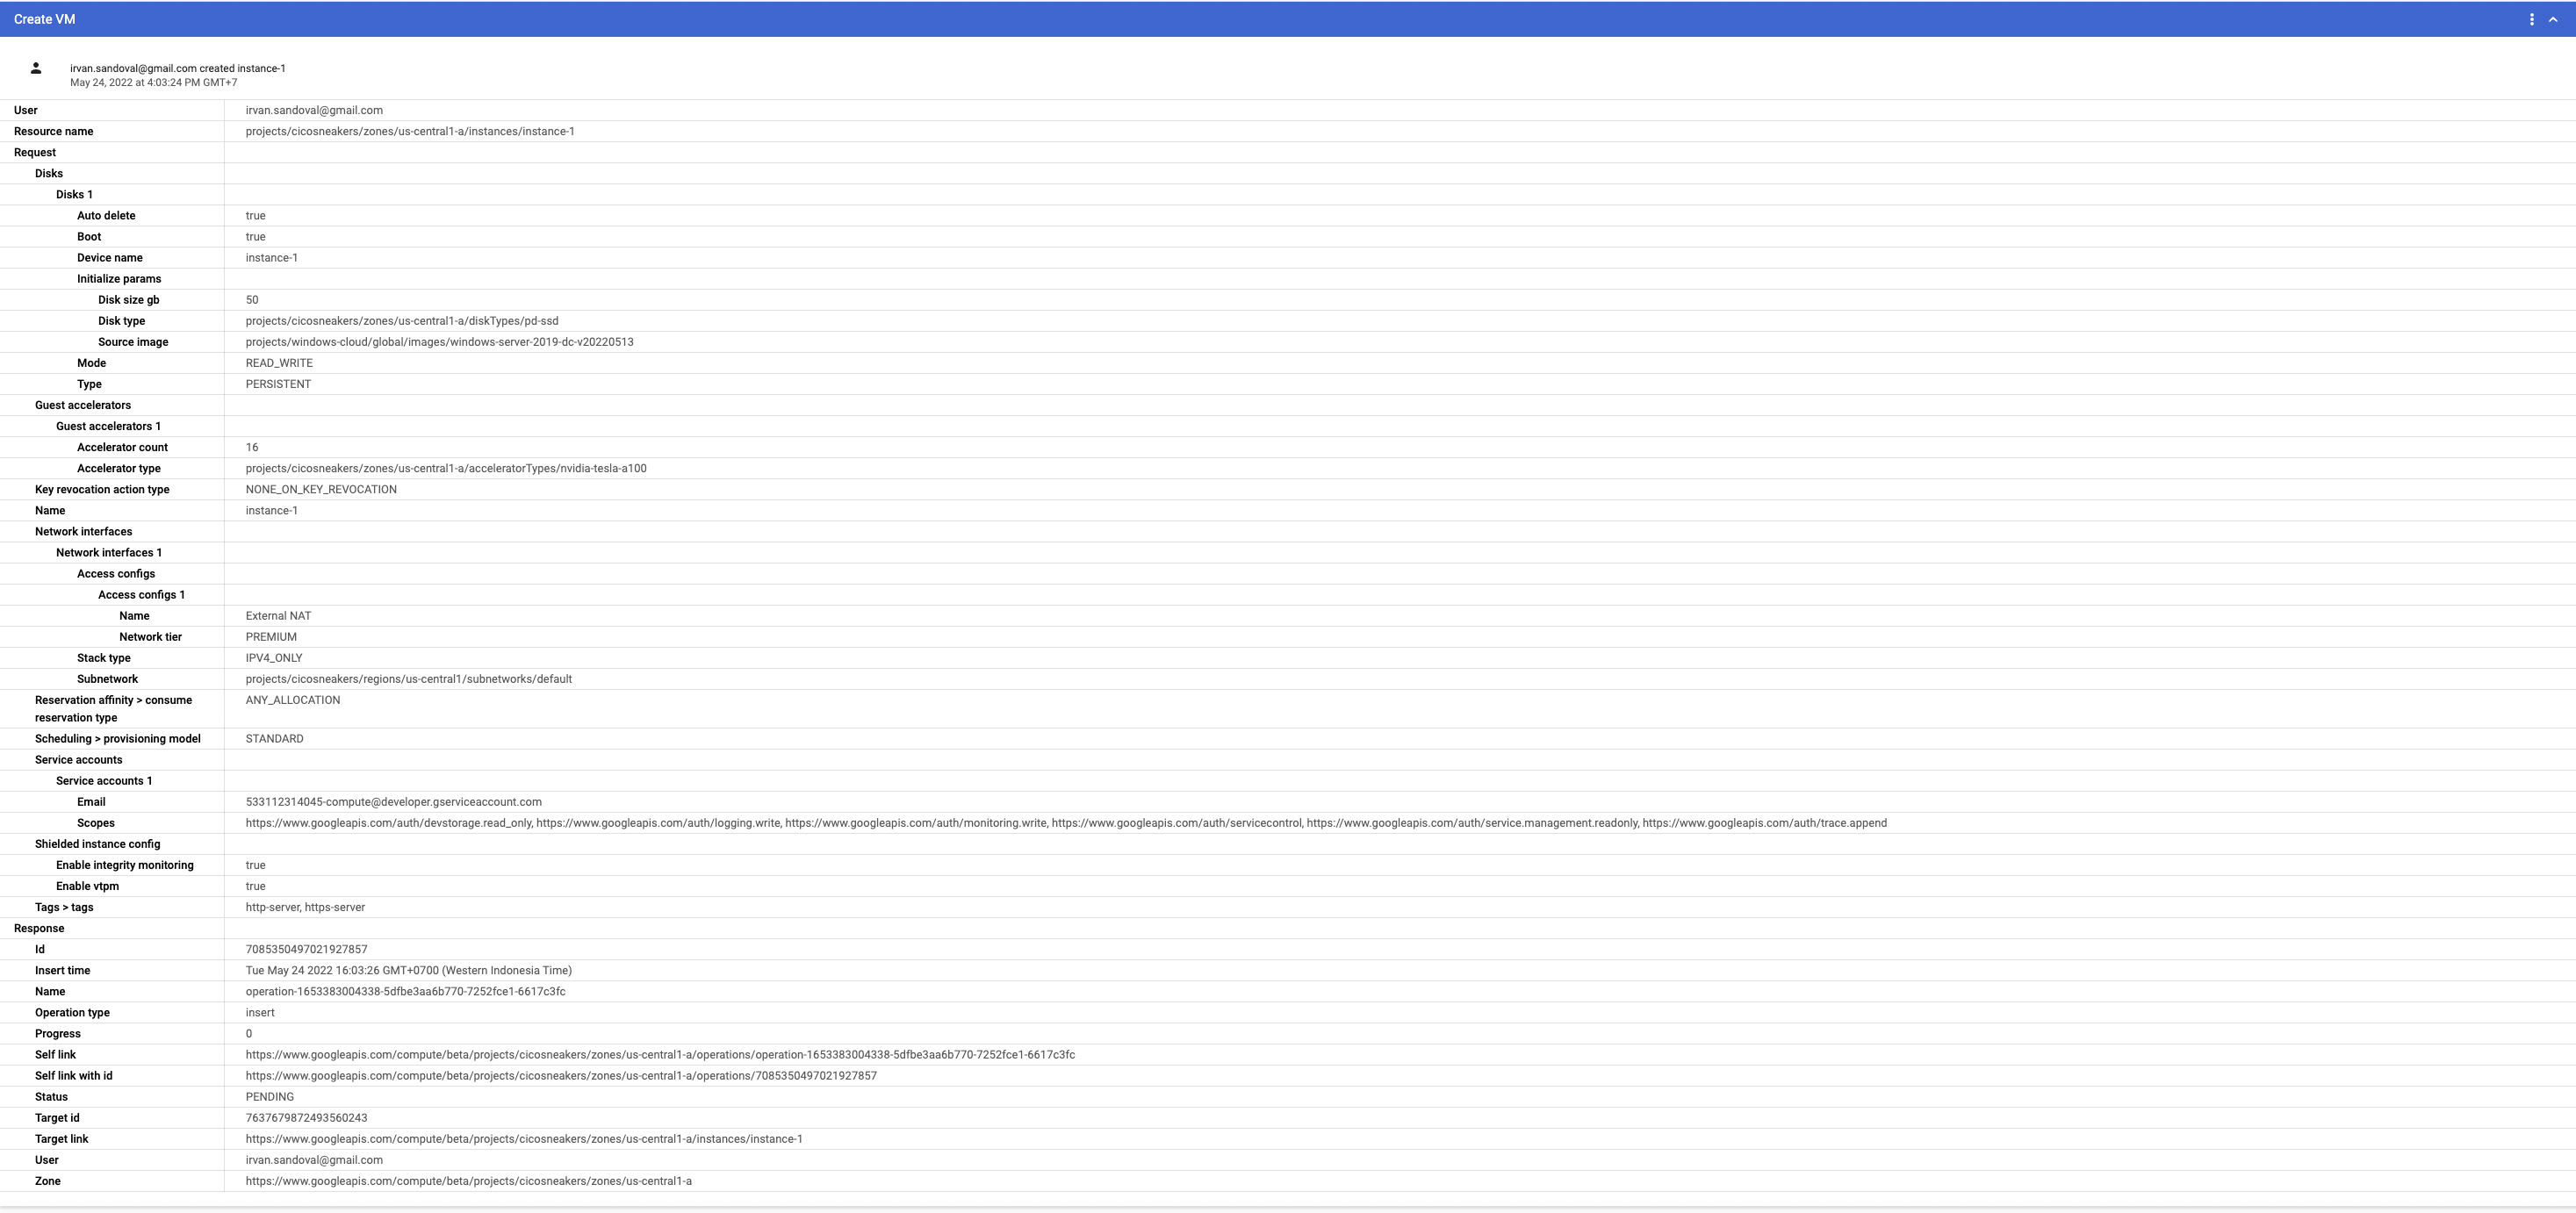 Create VM
irvan.sandoval@gmail.com created instance-1
May 24, 2022 at 4:03:24 PM GMT+7
User irvan.sandoval@gmail.com
Resource name projects/cicosneakers/zones/us-central1-a/instances/instance-1
Request
Disks
Disks 1
Auto delete true
Boot true
Device name instance-1
Initialize params
Disk size gb 50
Disk type projects/cicosneakers/zones/us-central1-a/diskTypes/pd-ssd
Source image projects/windows-cloud/global/images/windows-server-2019-dc-v20220513
Mode READ_WRITE
Type PERSISTENT
Guest accelerators
Guest accelerators 1
Accelerator count 16
Accelerator type projects/cicosneakers/zones/us-central1-a/acceleratorTypes/nvidia-tesla-a100
Key revocation action type NONE_ON_KEY_REVOCATION
Name instance-1
Network interfaces
Network interfaces 1
Access configs
Access configs 1
Name External NAT
Network tier PREMIUM
Stack type IPV4_ONLY
Subnetwork projects/cicosneakers/regions/us-central1/subnetworks/default
Reservation affinity > consume ANY_ALLOCATION
reservation type
Scheduling > provisioning model STANDARD
Service accounts
Service accounts 1
Email 533112314045-compute@developer.gserviceaccount.com
Scopes https://www.googleapis.com/auth/devstorage.read_only, https://www.googleapis.com/auth/logging.write, https://www.googleapis.com/auth/monitoring.write, https://www.googleapis.com/auth/servicecontrol, https://www.googleapis.com/auth/service.management.readonly, https://www.googleapis.com/auth/trace.append
Shielded instance config
Enable integrity monitoring true
Enable vtpm true
Tags > tags http-server, https-server
Response
Id 7085350497021927857
Insert time Tue May 24 2022 16:03:26 GMT+0700 (Western Indonesia Time)
Name operation-1653383004338-5dfbe3aa6b770-7252fce1-6617c3fc
Operation type insert
Progress 0
Self link https://www.googleapis.com/compute/beta/projects/cicosneakers/zones/us-central1-a/operations/operation-1653383004338-5dfbe3aa6b770-7252fce1-6617c3fc
Self link with id https://www.googleapis.com/compute/beta/projects/cicosneakers/zones/us-central1-a/operations/7085350497021927857
Status PENDING
Target id 7637679872493560243
Target link https://www.googleapis.com/compute/beta/projects/cicosneakers/zones/us-central1-a/instances/instance-1
User irvan.sandoval@gmail.com
Zone https://www.googleapis.com/compute/beta/projects/cicosneakers/zones/us-central1-a